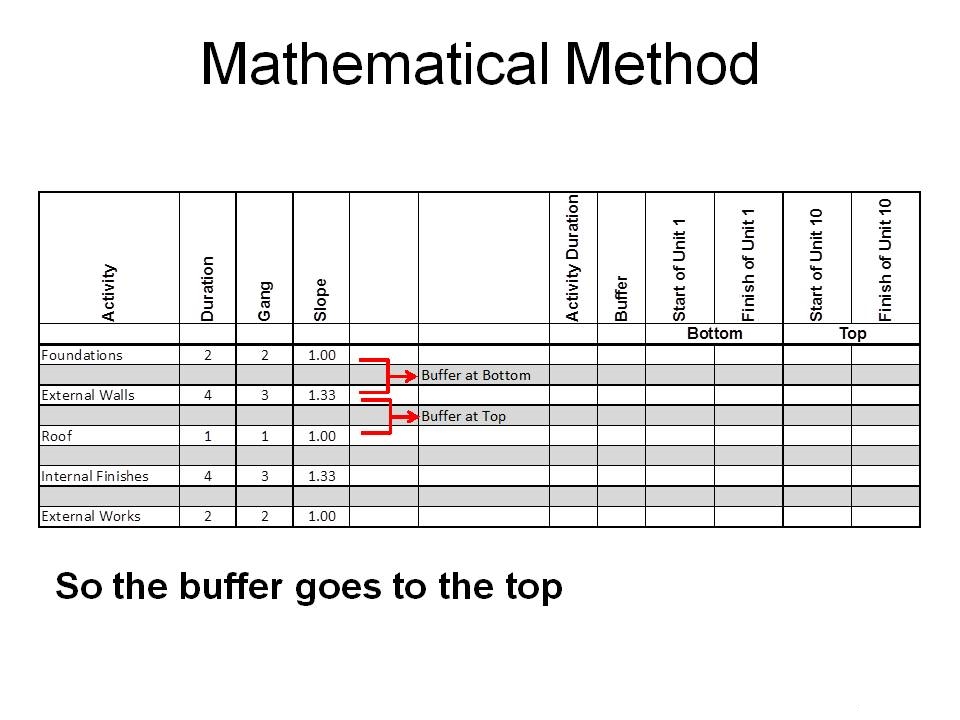 Mathematical Method
Activity Duration Gang Slope Activity Duration Buffer Start of Unit 1 Finish of Unit 1 Start of Unit 10 Finish of Unit 10
Bottom Top
Foundations 2 2 1.00
Buffer at Bottom
External Walls 4 3 1.33
Buffer at Top
Roof 1 1 1.00
Internal Finishes 4 3 1.33
External Works 2 2 1.00
So the buffer goes to the top